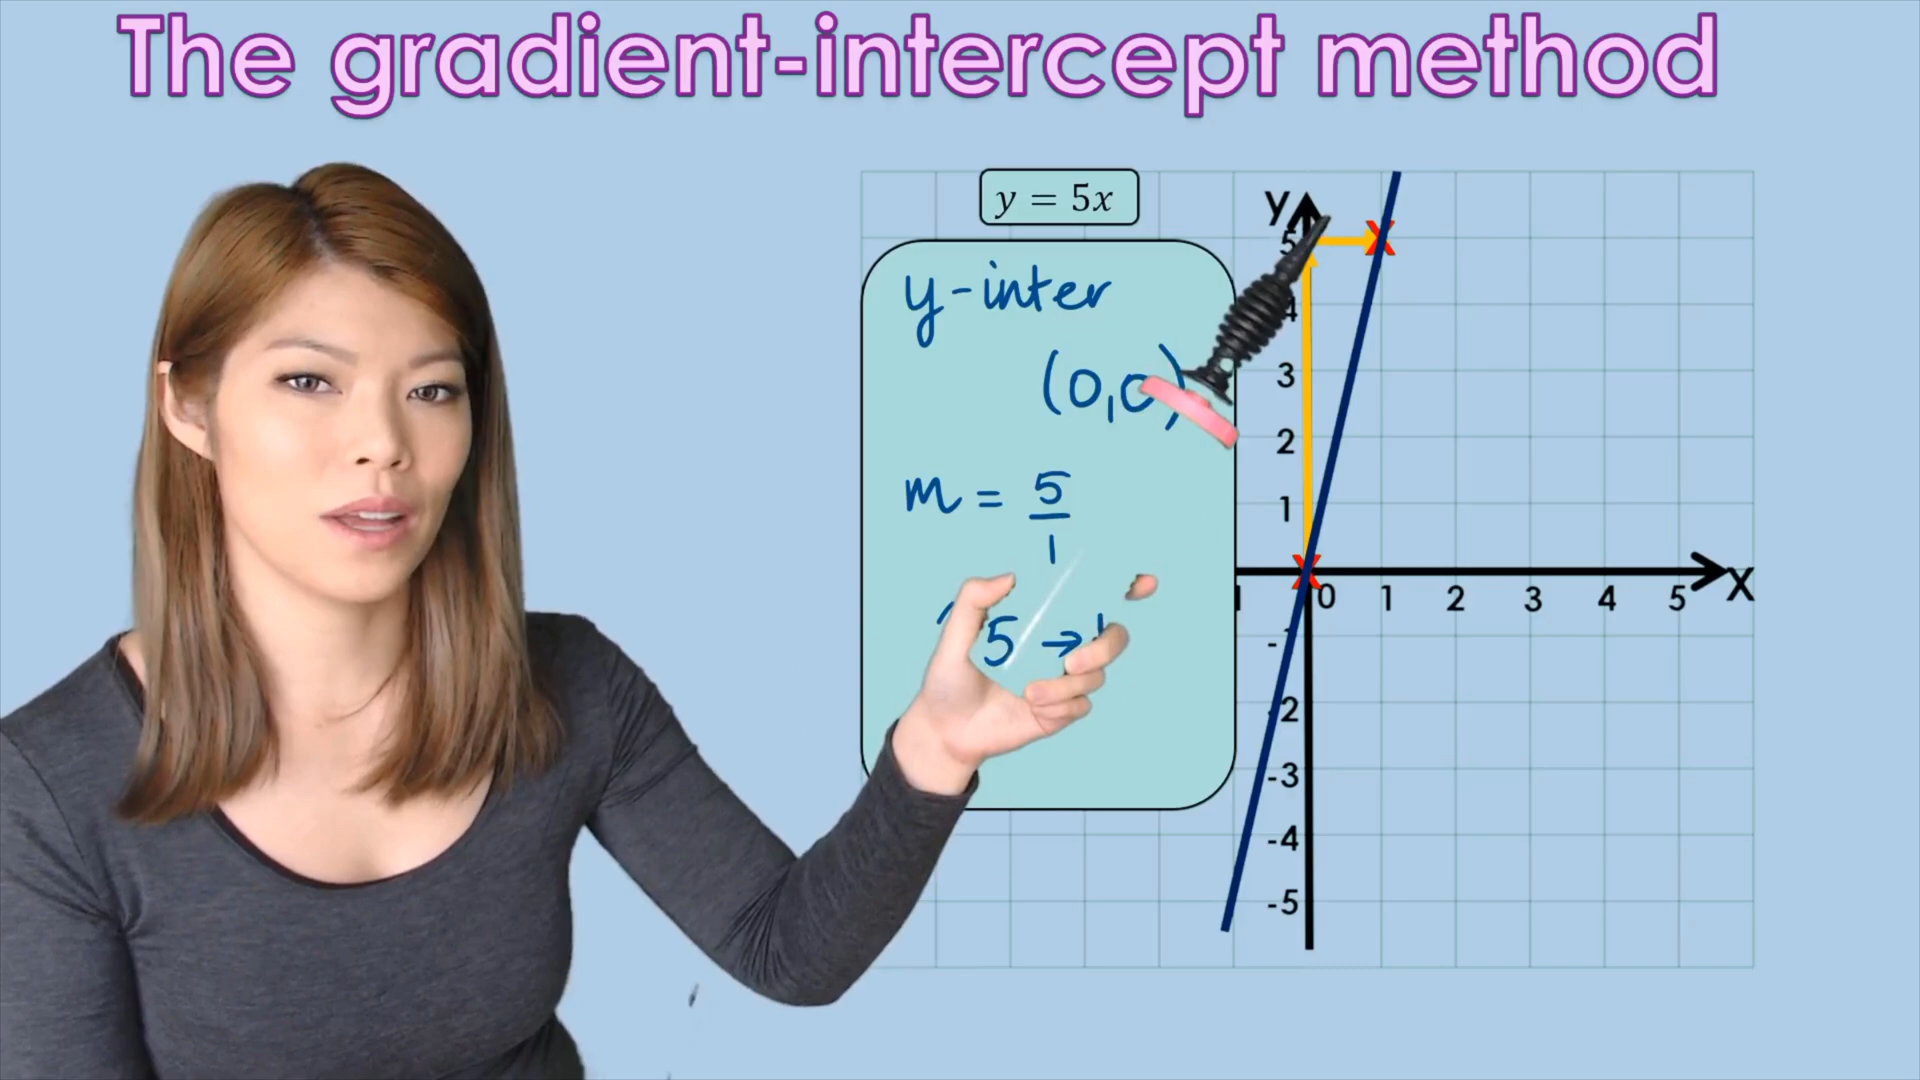 The gradient-intercept method
y = 5x
y-inter
(0,0)
m = 5/1
5 →
y
5
4
3
2
1
1 0 1 2 3 4 5 X
-
-2
-3
-4
-5